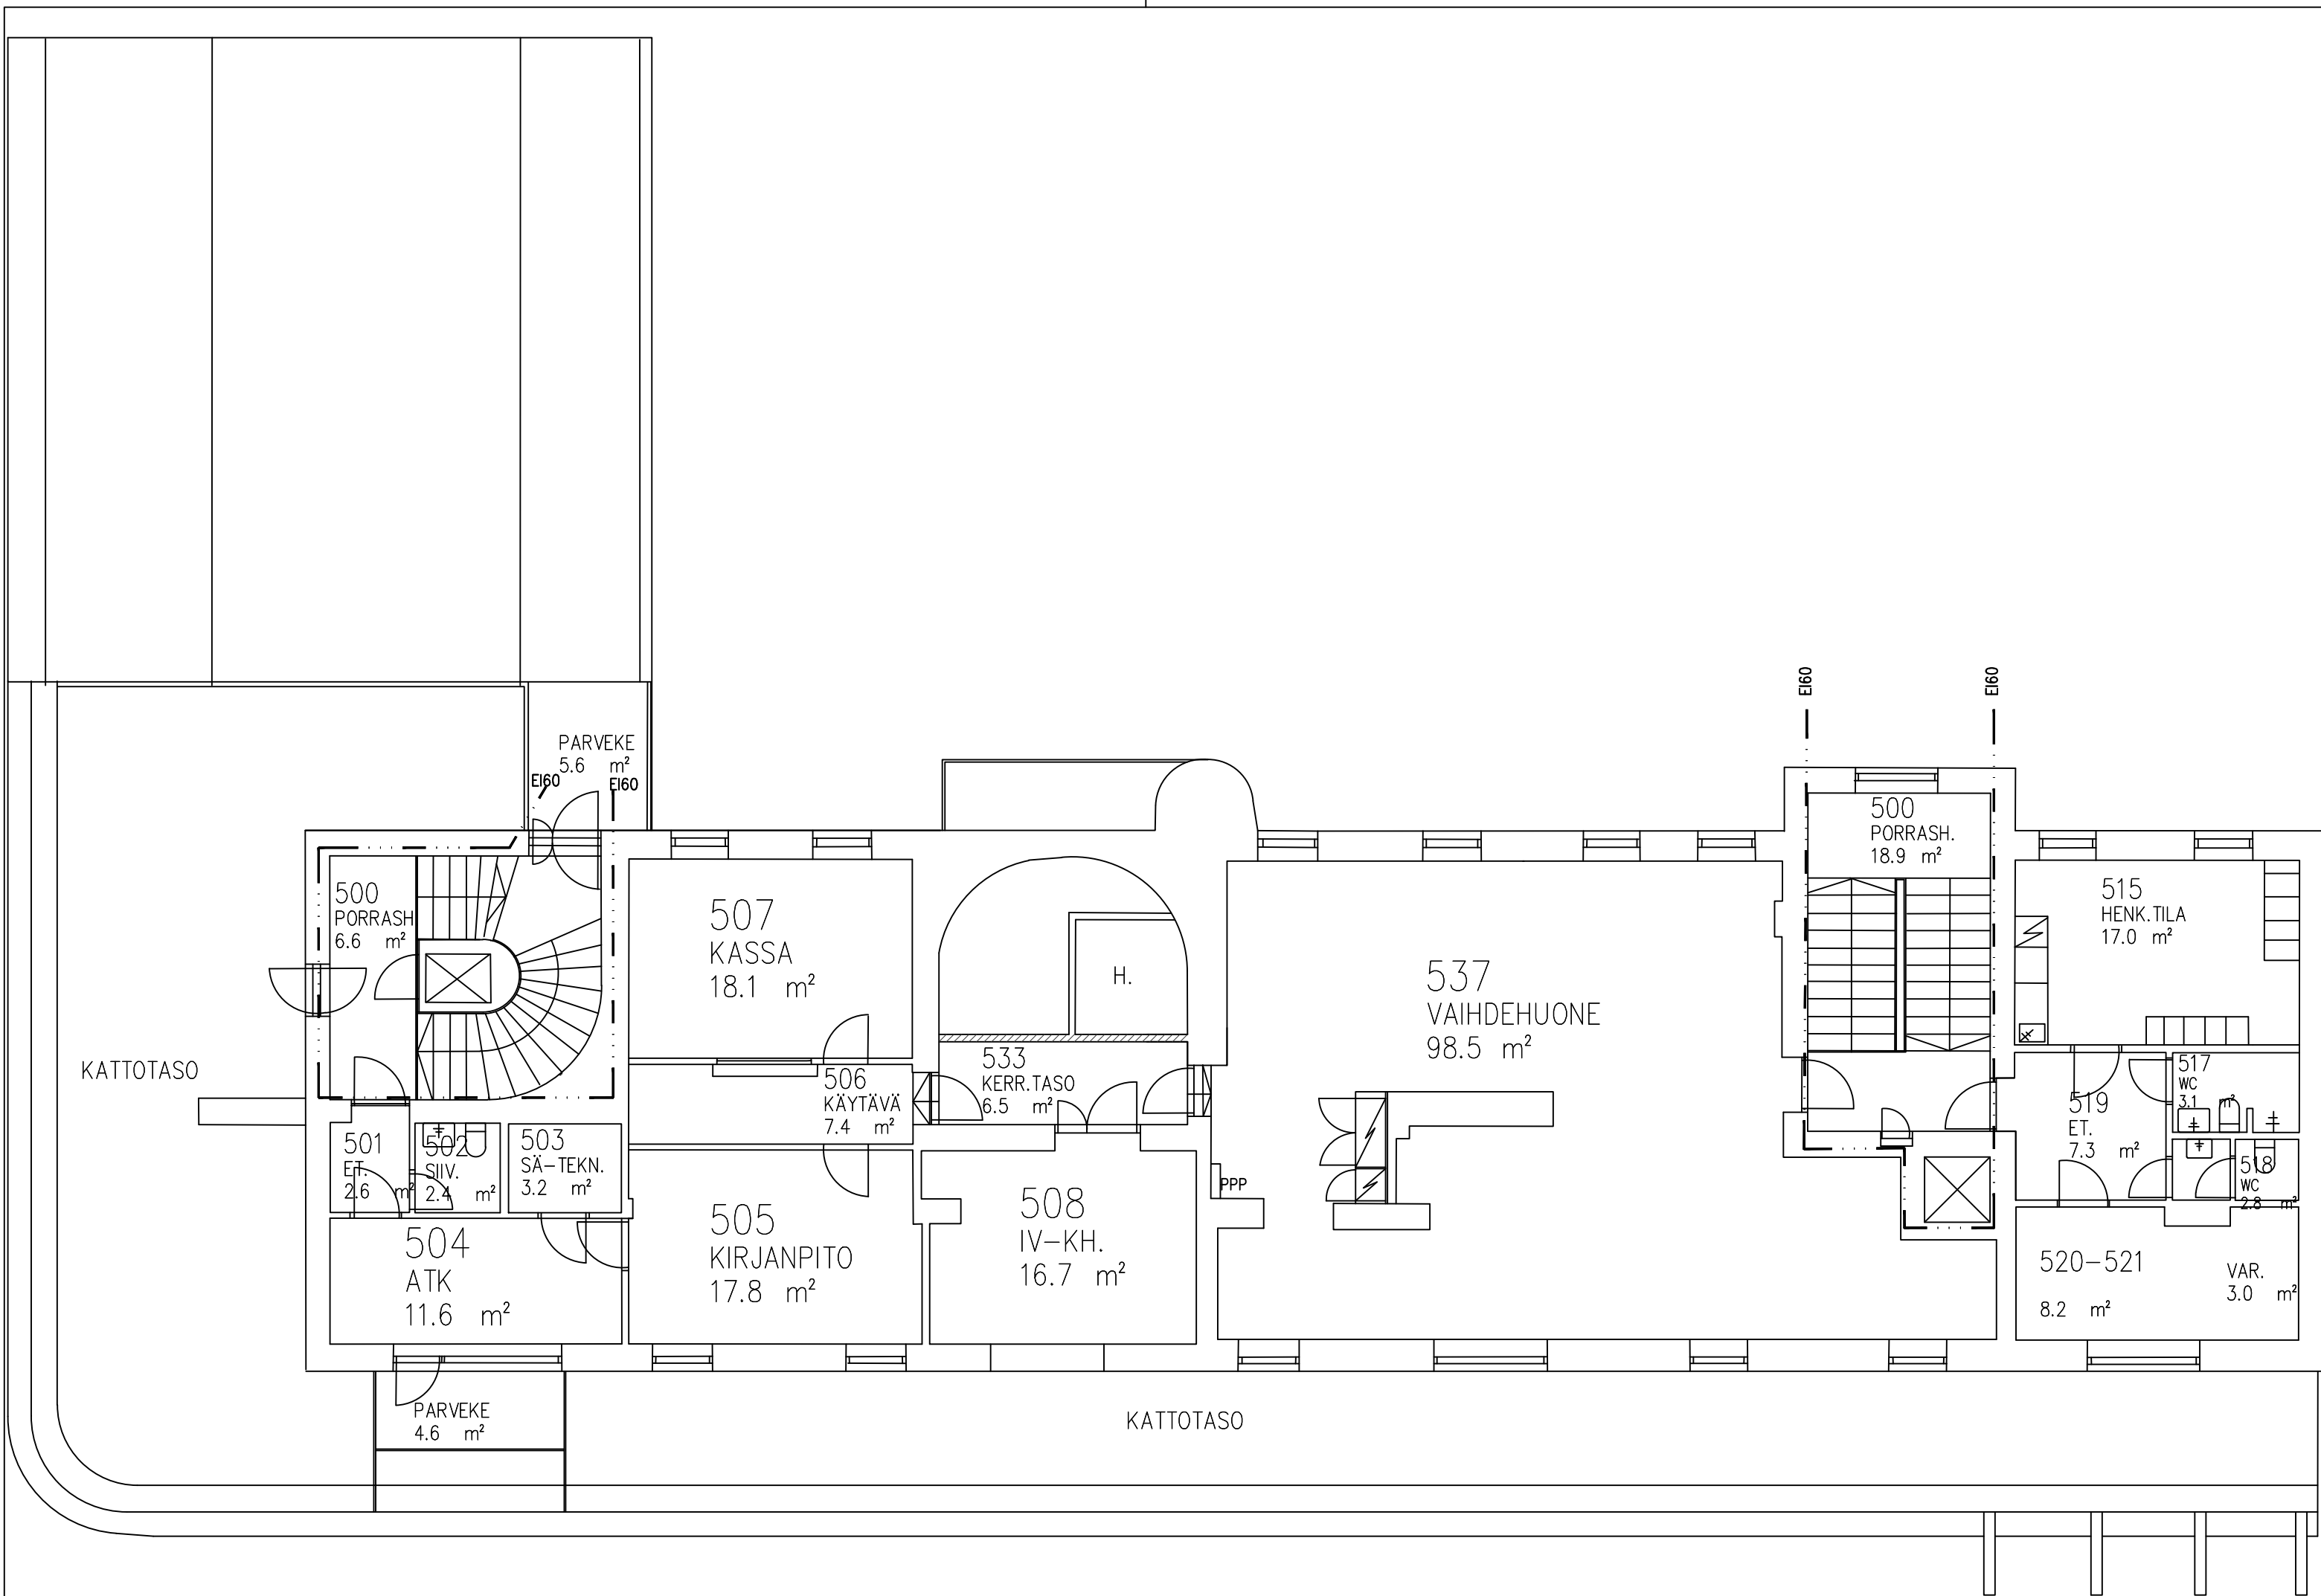 EI60
EI60
PARVEKE
5.6 m²
EI60
EI60
500
PORRASH.
18.9 m²
500
PORRASH
6.6 m²
507
KASSA
18.1 m²
H.
537
VAIHDEHUONE
98.5 m²
515
HENK.TILA
17.0 m²
KATTOTASO
506
KÄYTÄVÄ
7.4 m²
533
KERR.TASO
6.5 m²
517
WC
3.1 m²
519
ET.
7.3 m²
501
ET.
2.6 m²
502
SIIV.
2.4 m²
503
SÄ-TEKN.
3.2 m²
518
WC
2.8 m²
PPP
504
ATK
11.6 m²
505
KIRJANPITO
17.8 m²
508
IV-KH.
16.7 m²
520-521
8.2 m²
VAR.
3.0 m²
PARVEKE
4.6 m²
KATTOTASO